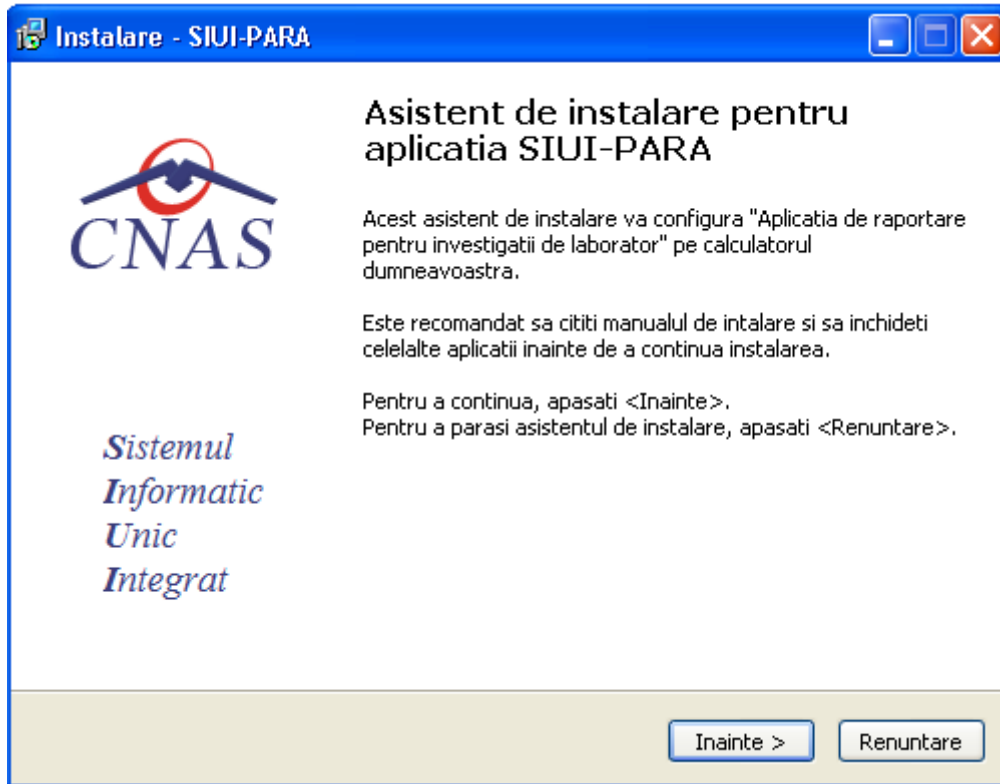 Instalare - SIUI-PARA
CNAS
Sistemul
Informatic
Unic
Integrat
Asistent de instalare pentru
aplicatia SIUI-PARA
Acest asistent de instalare va configura "Aplicatia de raportare
pentru investigatii de laborator" pe calculatorul
dumneavoastra.
Este recomandat sa cititi manualul de intalare si sa inchideti
celelalte aplicatii inainte de a continua instalarea.
Pentru a continua, apasati <Inainte>.
Pentru a parasi asistentul de instalare, apasati <Renuntare>.
Inainte >
Renuntare